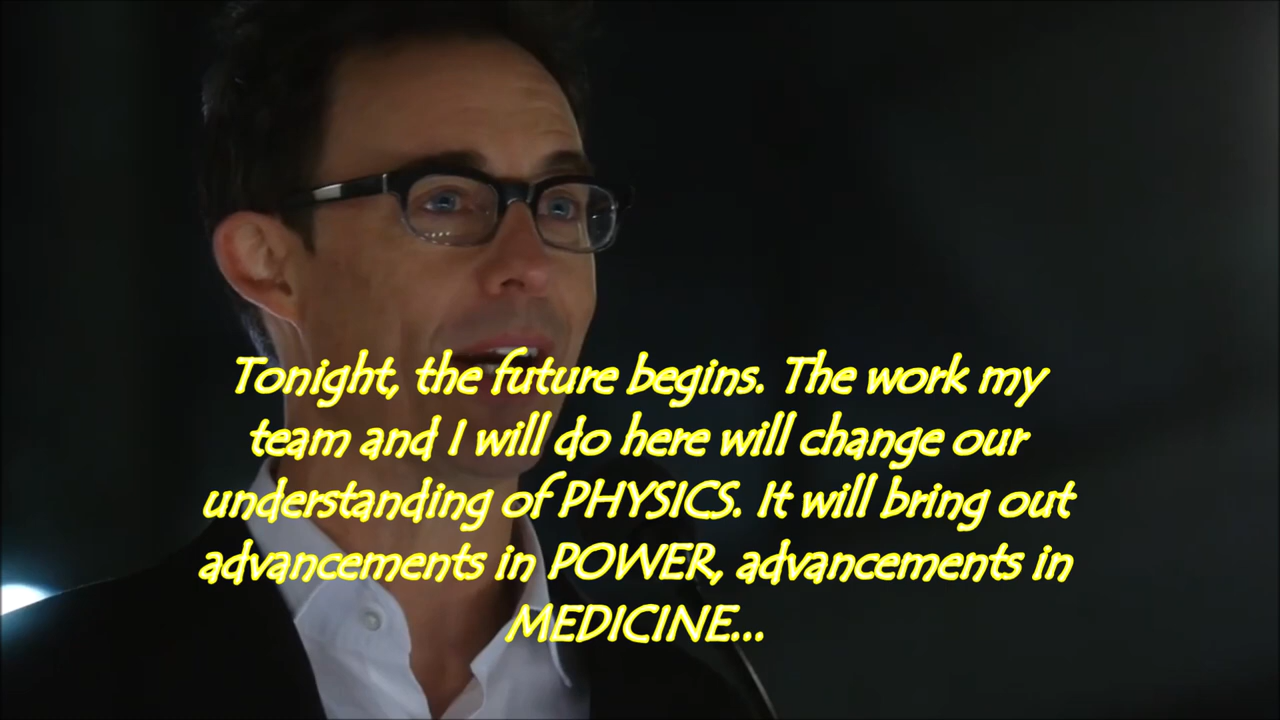 Tonight, the future begins. The work my
team and I will do here will change our
understanding of PHYSICS. It will bring out
advancements in POWER, advancements in
MEDICINE...